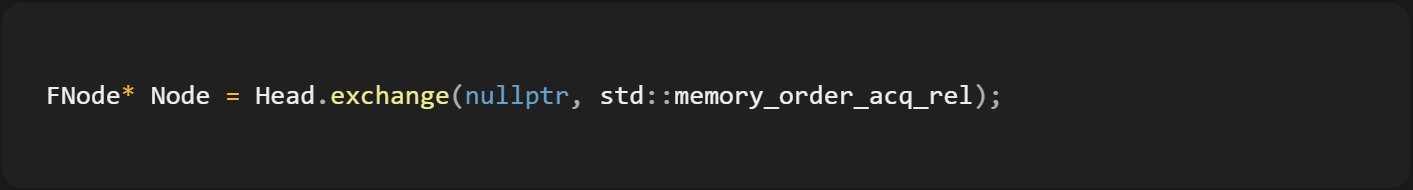 FNode* Node = Head.exchange(nullptr, std::memory_order_acq_rel);